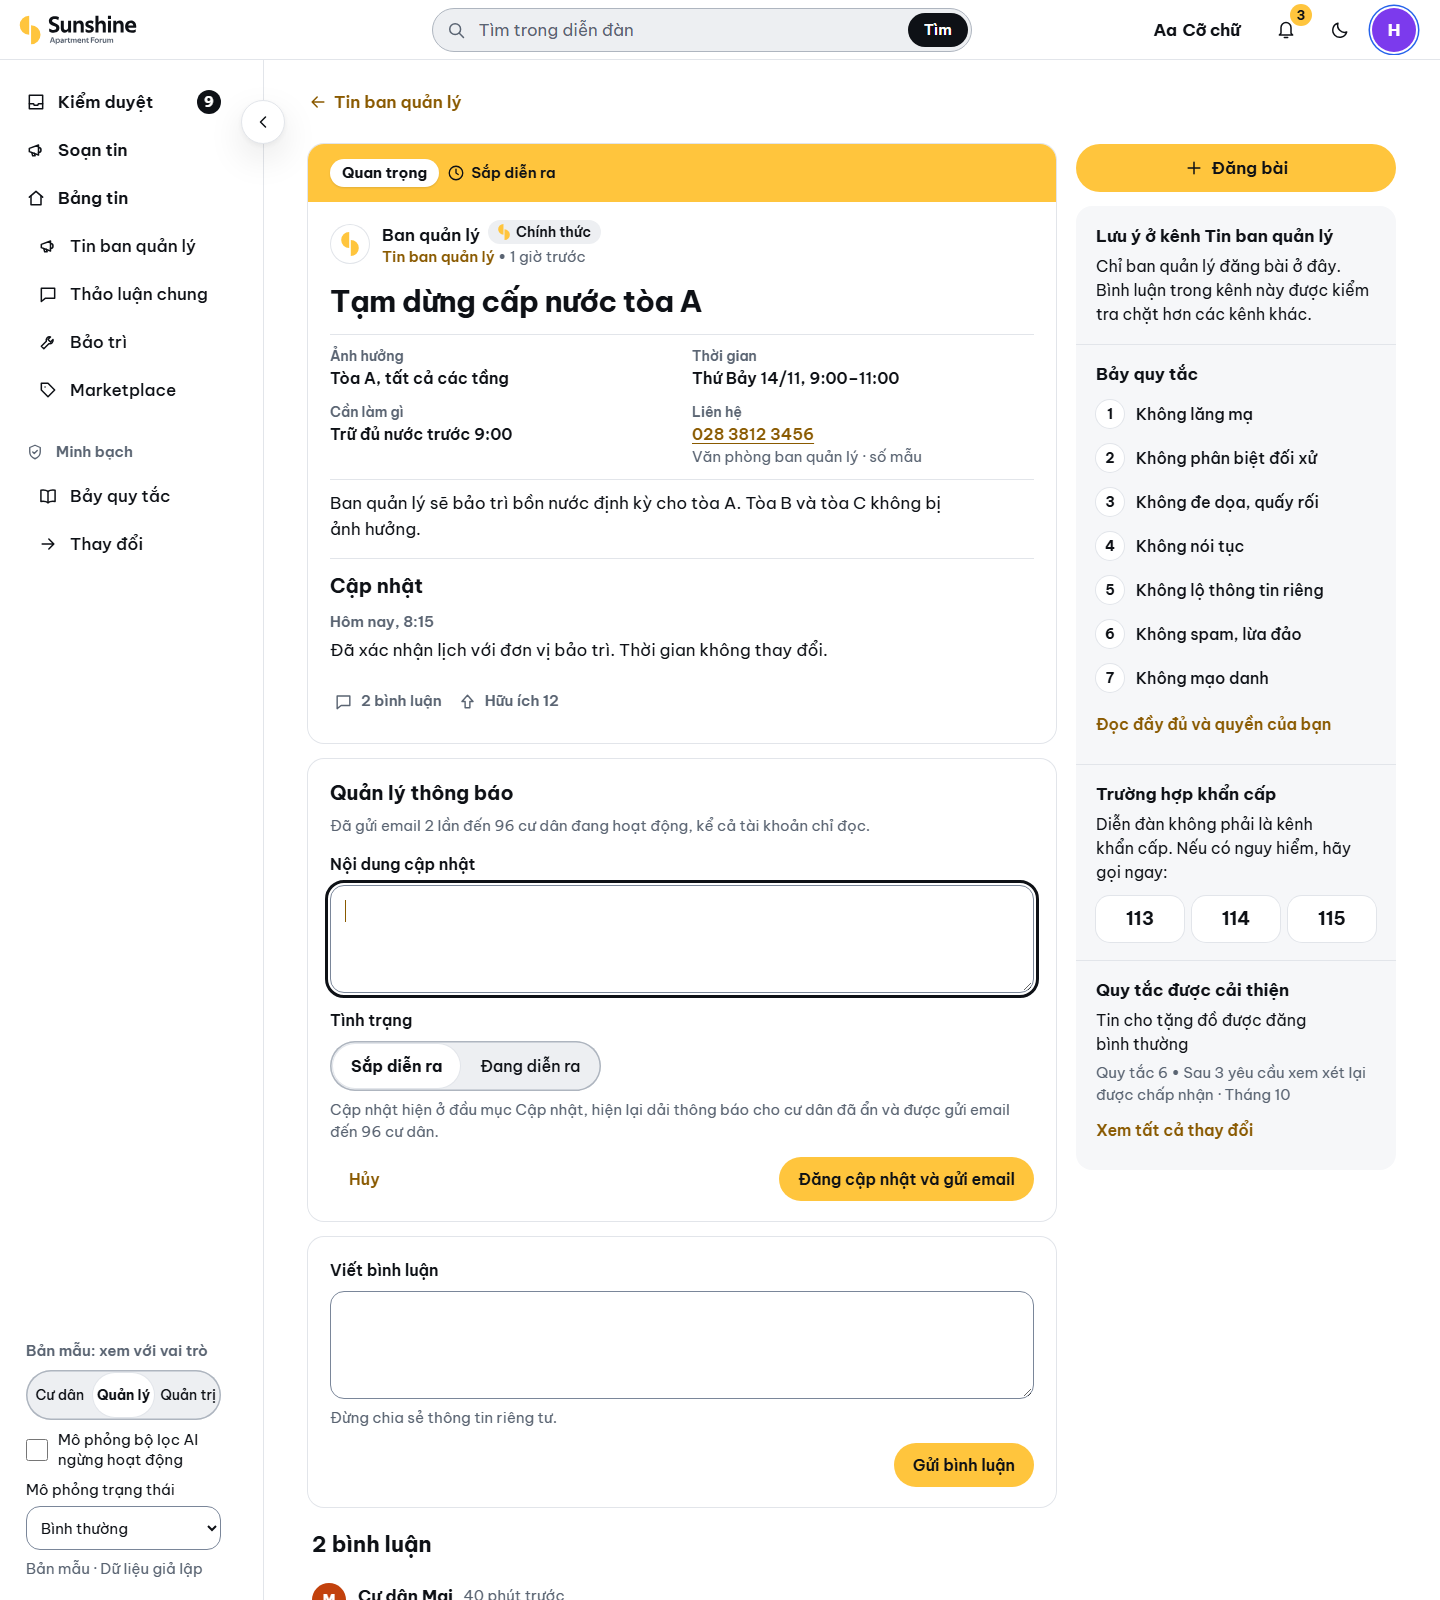 Sunshine
Apartment Forum
Tìm trong diễn đàn
Tìm
Aa Cỡ chữ
3
H
Kiểm duyệt
9
Soạn tin
Bảng tin
Tin ban quản lý
Thảo luận chung
Bảo trì
Marketplace
Minh bạch
Bảy quy tắc
Thay đổi
Bản mẫu: xem với vai trò
Cư dân
Quản lý
Quản trị
Mô phỏng bộ lọc AI
ngừng hoạt động
Mô phỏng trạng thái
Bình thường
Bản mẫu · Dữ liệu giả lập
Tin ban quản lý
Quan trọng
Sắp diễn ra
Ban quản lý
Chính thức
Tin ban quản lý • 1 giờ trước
Tạm dừng cấp nước tòa A
Ảnh hưởng
Tòa A, tất cả các tầng
Thời gian
Thứ Bảy 14/11, 9:00–11:00
Cần làm gì
Trữ đủ nước trước 9:00
Liên hệ
028 3812 3456
Văn phòng ban quản lý · số mẫu
Ban quản lý sẽ bảo trì bồn nước định kỳ cho tòa A. Tòa B và tòa C không bị
ảnh hưởng.
Cập nhật
Hôm nay, 8:15
Đã xác nhận lịch với đơn vị bảo trì. Thời gian không thay đổi.
2 bình luận
Hữu ích 12
Quản lý thông báo
Đã gửi email 2 lần đến 96 cư dân đang hoạt động, kể cả tài khoản chỉ đọc.
Nội dung cập nhật
Tình trạng
Sắp diễn ra
Đang diễn ra
Cập nhật hiện ở đầu mục Cập nhật, hiện lại dải thông báo cho cư dân đã ẩn và được gửi email
đến 96 cư dân.
Hủy
Đăng cập nhật và gửi email
Viết bình luận
Đừng chia sẻ thông tin riêng tư.
Gửi bình luận
2 bình luận
M
Cư dân Mai 40 phút trước
Đăng bài
Lưu ý ở kênh Tin ban quản lý
Chỉ ban quản lý đăng bài ở đây.
Bình luận trong kênh này được kiểm
tra chặt hơn các kênh khác.
Bảy quy tắc
1 Không lăng mạ
2 Không phân biệt đối xử
3 Không đe dọa, quấy rối
4 Không nói tục
5 Không lộ thông tin riêng
6 Không spam, lừa đảo
7 Không mạo danh
Đọc đầy đủ và quyền của bạn
Trường hợp khẩn cấp
Diễn đàn không phải là kênh
khẩn cấp. Nếu có nguy hiểm, hãy
gọi ngay:
113
114
115
Quy tắc được cải thiện
Tin cho tặng đồ được đăng
bình thường
Quy tắc 6 • Sau 3 yêu cầu xem xét lại
được chấp nhận · Tháng 10
Xem tất cả thay đổi